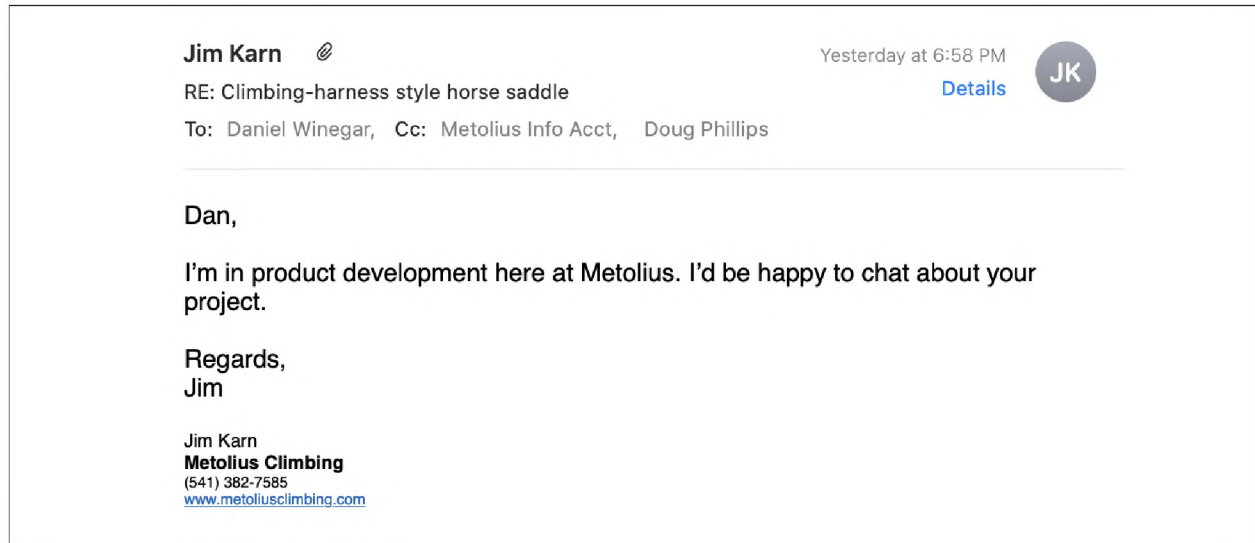 Jim Karn
Yesterday at 6:58 PM
JK
RE: Climbing-harness style horse saddle
Details
To: Daniel Winegar, Cc: Metolius Info Acct, Doug Phillips
Dan,
I'm in product development here at Metolius. I'd be happy to chat about your
project.
Regards,
Jim
Jim Karn
Metolius Climbing
(541) 382-7585
www.metoliusclimbing.com